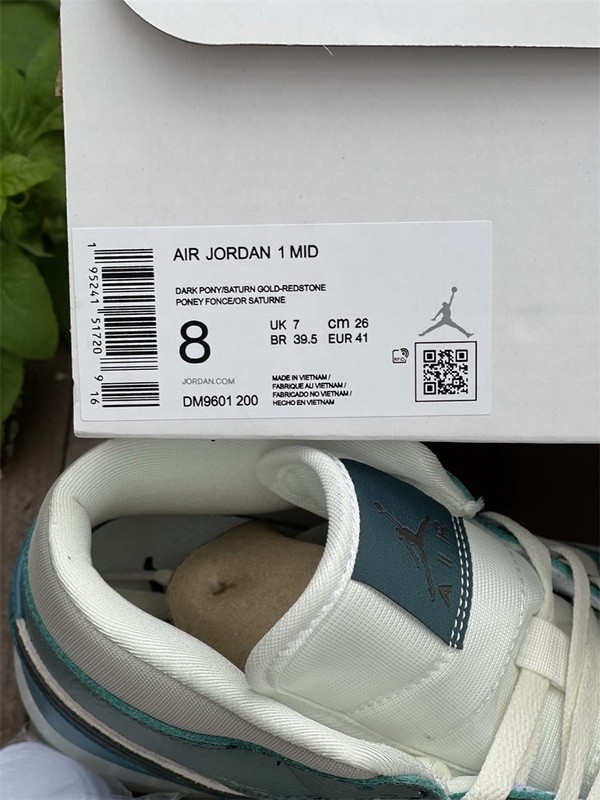 AIR JORDAN 1 MID
DARK PONY/SATURN GOLD-REDSTONE
PONEY FONCE/OR SATURNE
8
UK 7 cm 26
BR 39.5 EUR 41
JORDAN.COM
DM9601 200
MADE IN VIETNAM /
FABRIQUE AU VIETNAM /
FABRICADO NO VIETNAM /
HECHO EN VIETNAM
1 95241 51720 9 16
RFID
AIR